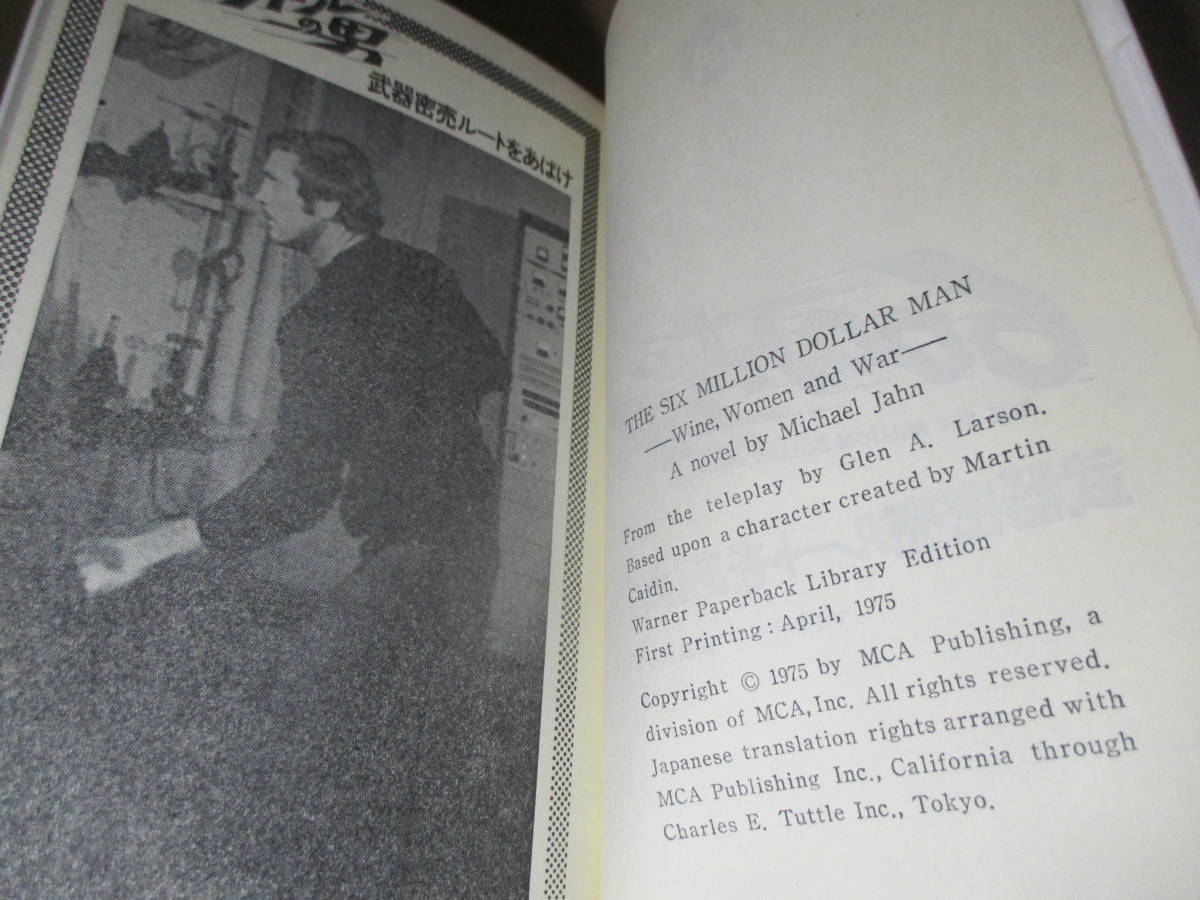 の男
武器密売ルートをあばけ
THE SIX MILLION DOLLAR MAN
—Wine, Women and War—
A novel by Michael Jahn
From the teleplay by Glen A. Larson.
Based upon a character created by Martin
Caidin.
Warner Paperback Library Edition
First Printing : April, 1975
Copyright © 1975 by MCA Publishing, a
division of MCA, Inc. All rights reserved.
Japanese translation rights arranged with
MCA Publishing Inc., California through
Charles E. Tuttle Inc., Tokyo.